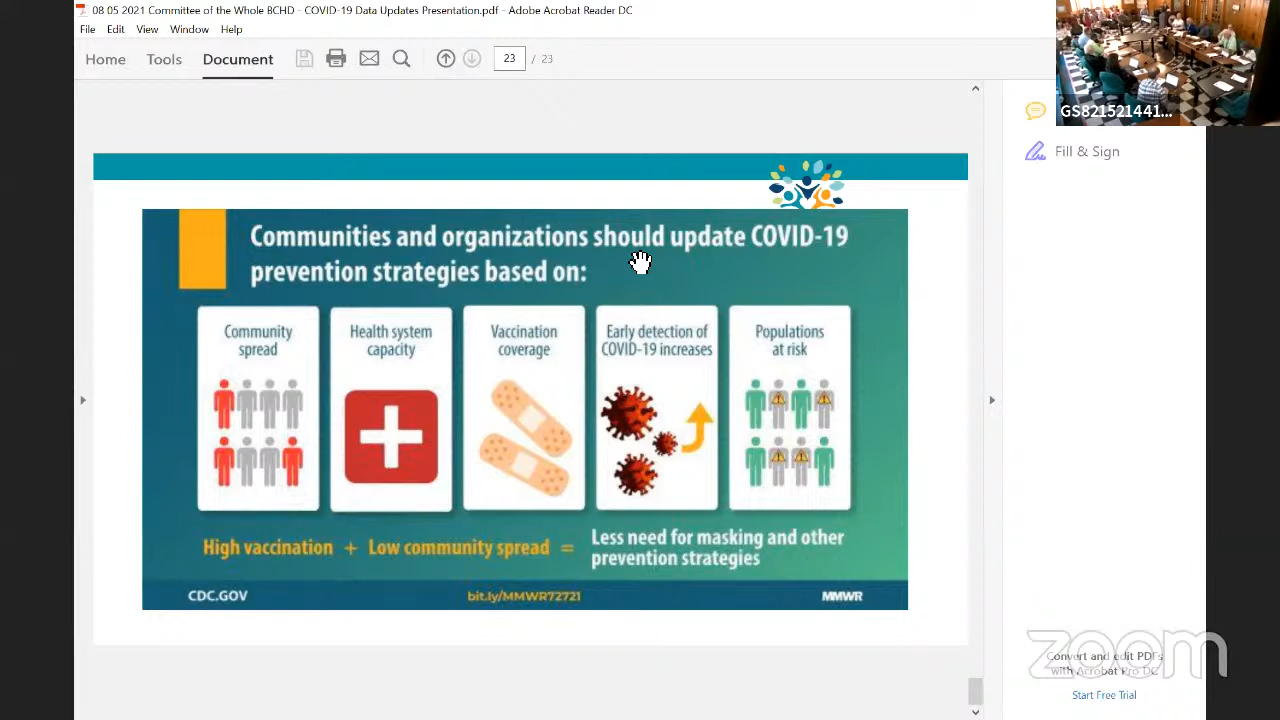 08 05 2021 Committee of the Whole BCHD - COVID-19 Data Updates Presentation.pdf - Adobe Acrobat Reader DC
File Edit View Window Help
Home Tools Document 23 / 23
GS821521441...
Fill & Sign
Communities and organizations should update COVID-19
prevention strategies based on:
Community
spread
Health system
capacity
Vaccination
coverage
Early detection of
COVID-19 increases
Populations
at risk
High vaccination + Low community spread =
Less need for masking and other
prevention strategies
CDC.GOV
bit.ly/MMWR72721
MMWR
zoom
Convert and edit PDFs
with Acrobat Pro DC
Start Free Trial